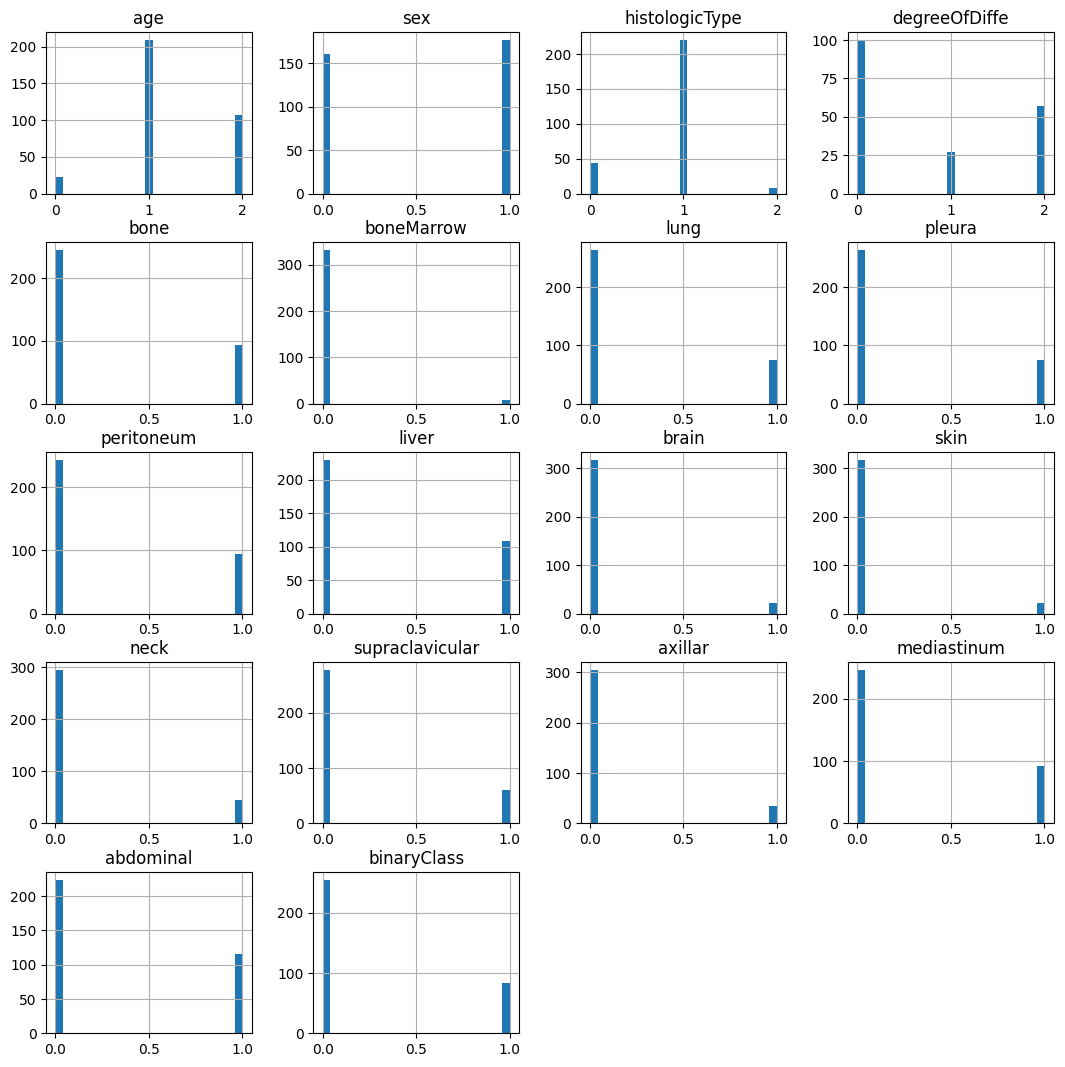 age sex histologicType degreeOfDiffe
200 150 100 50 0
0 1 2
150 100 50 0
0.0 0.5 1.0
200 150 100 50 0
0 1 2
100 75 50 25 0
0 1 2
bone boneMarrow lung pleura
200 100 0
0.0 0.5 1.0
300 200 100 0
0.0 0.5 1.0
200 100 0
0.0 0.5 1.0
200 100 0
0.0 0.5 1.0
peritoneum liver brain skin
200 100 0
0.0 0.5 1.0
200 150 100 50 0
0.0 0.5 1.0
300 200 100 0
0.0 0.5 1.0
300 200 100 0
0.0 0.5 1.0
neck supraclavicular axillar mediastinum
300 200 100 0
0.0 0.5 1.0
200 100 0
0.0 0.5 1.0
300 200 100 0
0.0 0.5 1.0
200 100 0
0.0 0.5 1.0
abdominal binaryClass
200 150 100 50 0
0.0 0.5 1.0
200 100 0
0.0 0.5 1.0